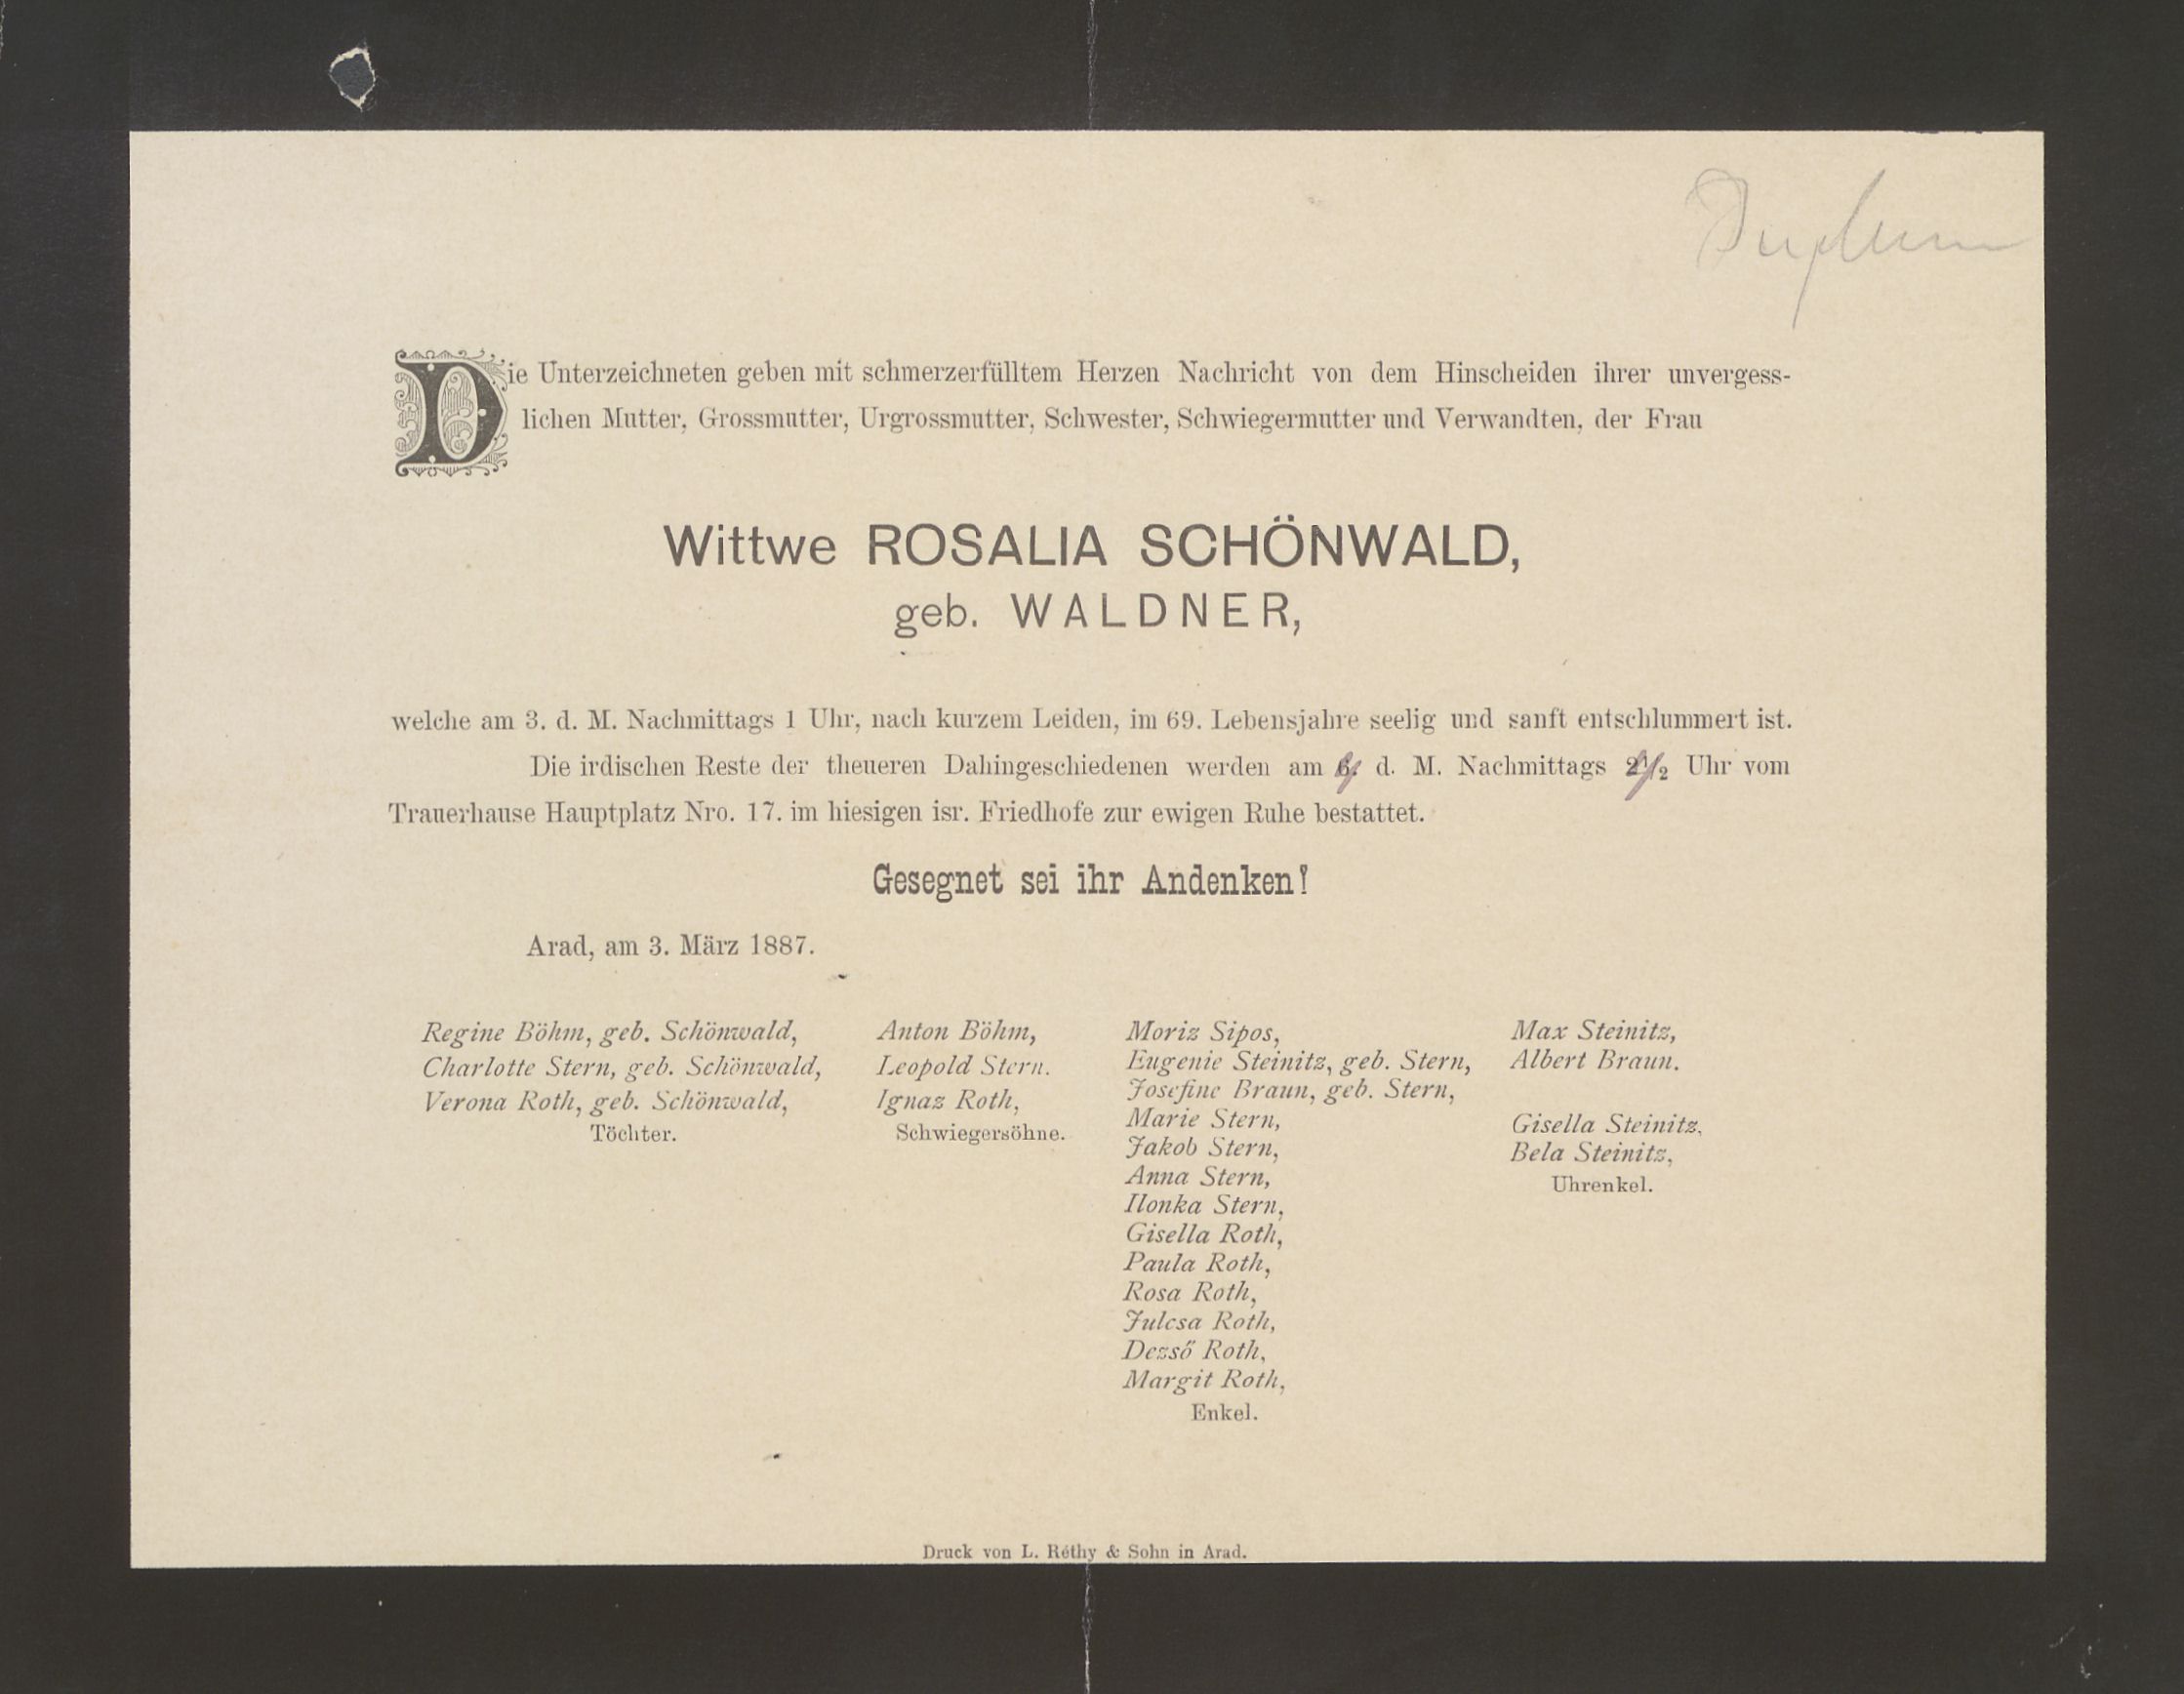 Duplum
Die Unterzeichneten geben mit schmerzerfülltem Herzen Nachricht von dem Hinscheiden ihrer unvergess-
lichen Mutter, Grossmutter, Urgrossmutter, Schwester, Schwiegermutter und Verwandten, der Frau
Wittwe ROSALIA SCHÖNWALD,
geb. WALDNER,
welche am 3. d. M. Nachmittags 1 Uhr, nach kurzem Leiden, im 69. Lebensjahre seelig und sanft entschlummert ist.
Die irdischen Reste der theueren Dahingeschiedenen werden am d. M. Nachmittags Uhr vom
Trauerhause Hauptplatz Nro. 17. im hiesigen isr. Friedhofe zur ewigen Ruhe bestattet.
Gesegnet sei ihr Andenken!
Arad, am 3. März 1887.
Regine Böhm, geb. Schönwald,
Charlotte Stern, geb. Schönwald,
Verona Roth, geb. Schönwald,
Töchter.
Anton Böhm,
Leopold Stern.
Ignaz Roth,
Schwiegersöhne.
Moriz Sipos,
Eugenie Steinitz, geb. Stern,
Josefine Braun, geb. Stern,
Marie Stern,
Jakob Stern,
Anna Stern,
Ilonka Stern,
Gisella Roth,
Paula Roth,
Rosa Roth,
Julcsa Roth,
Dezső Roth,
Margit Roth,
Enkel.
Max Steinitz,
Albert Braun.
Gisella Steinitz,
Bela Steinitz,
Uhrenkel.
Druck von L. Réthy & Sohn in Arad.